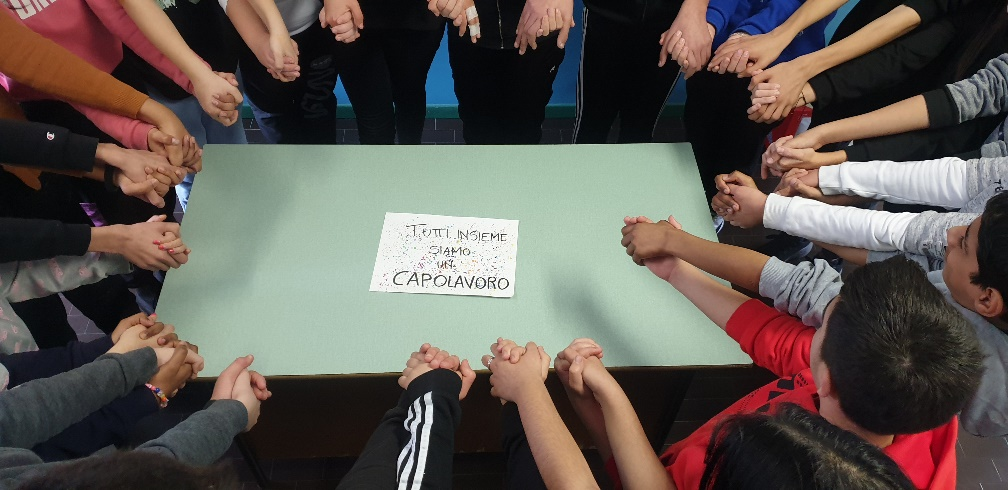 TUTTI INSIEME
SIAMO
UN
CAPOLAVORO